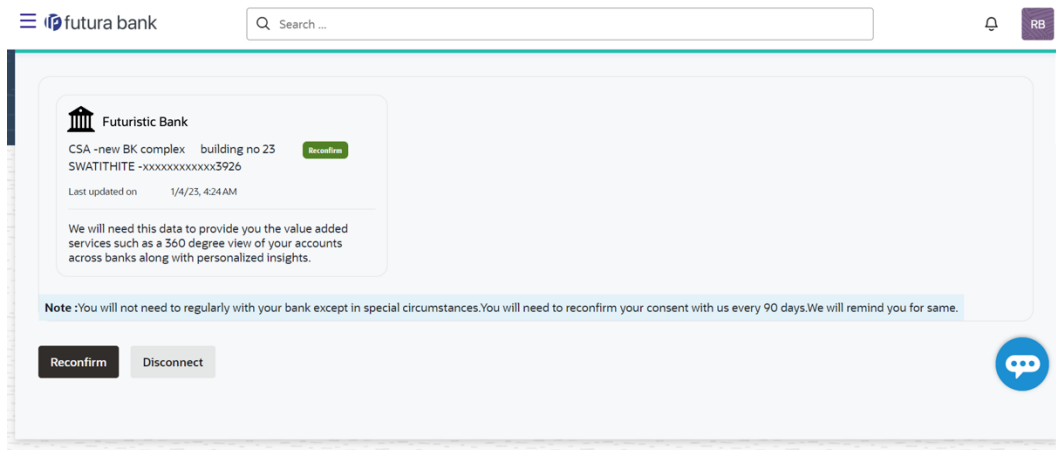 futura bank
Search ...
RB
Futuristic Bank
CSA -new BK complex building no 23
Reconfirm
SWATITHITE -xxxxxxxxxxxx3926
Last updated on 1/4/23, 4:24 AM
We will need this data to provide you the value added
services such as a 360 degree view of your accounts
across banks along with personalized insights.
Note :You will not need to regularly with your bank except in special circumstances.You will need to reconfirm your consent with us every 90 days.We will remind you for same.
Reconfirm Disconnect